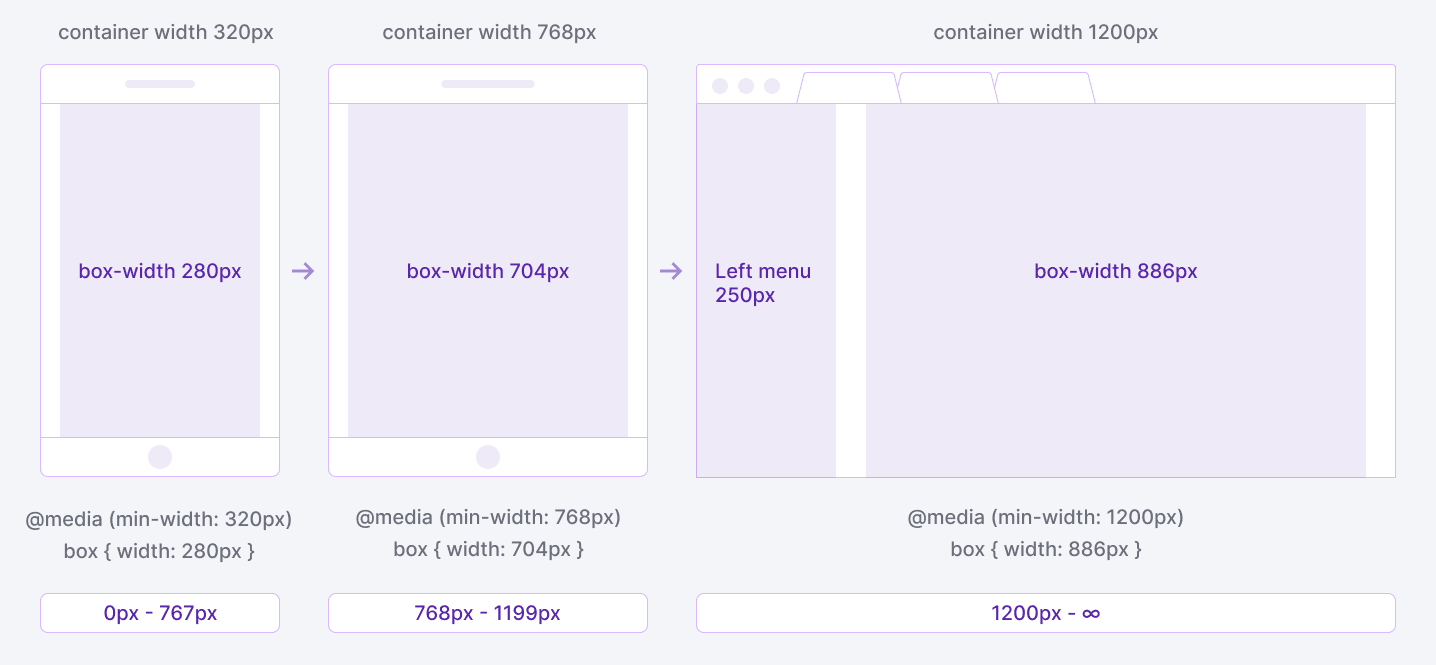 container width 320px
container width 768px
container width 1200px
box-width 280px
box-width 704px
Left menu
250px
box-width 886px
@media (min-width: 320px)
box { width: 280px }
@media (min-width: 768px)
box { width: 704px }
@media (min-width: 1200px)
box { width: 886px }
0px - 767px
768px - 1199px
1200px - ∞